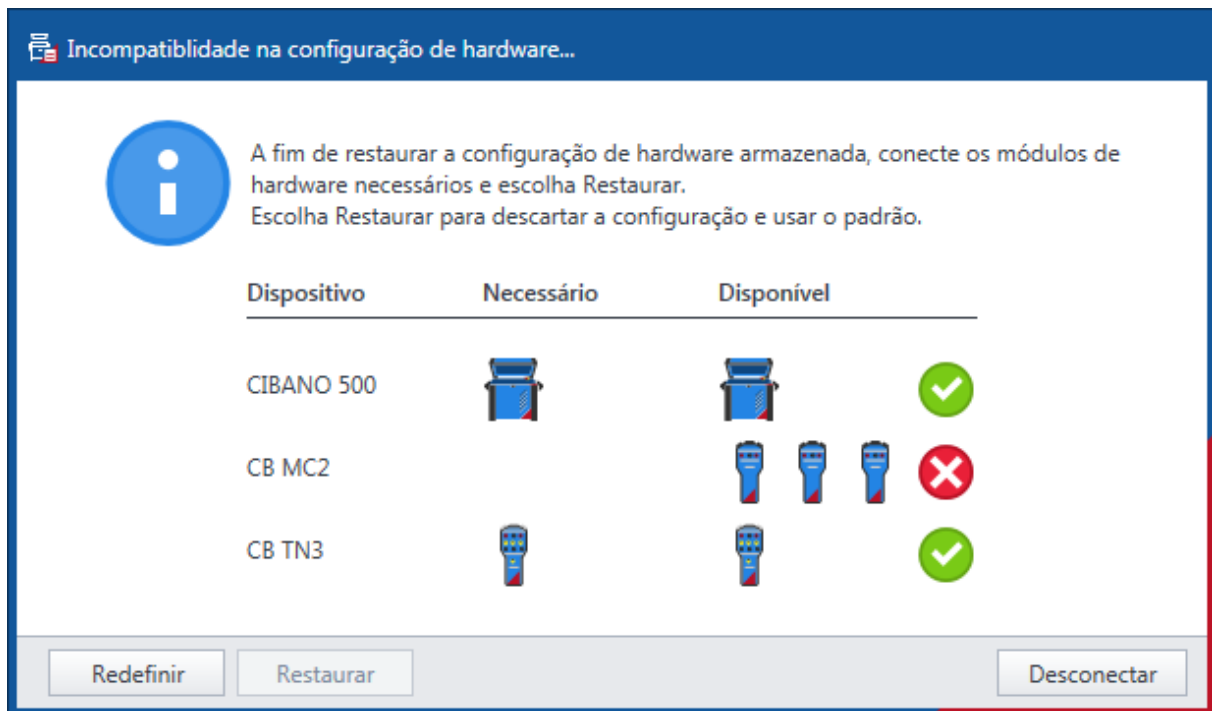 Incompatiblidade na configuração de hardware...
A fim de restaurar a configuração de hardware armazenada, conecte os módulos de
hardware necessários e escolha Restaurar.
Escolha Restaurar para descartar a configuração e usar o padrão.
Dispositivo Necessário Disponível
CIBANO 500
CB MC2
CB TN3
Redefinir Restaurar Desconectar